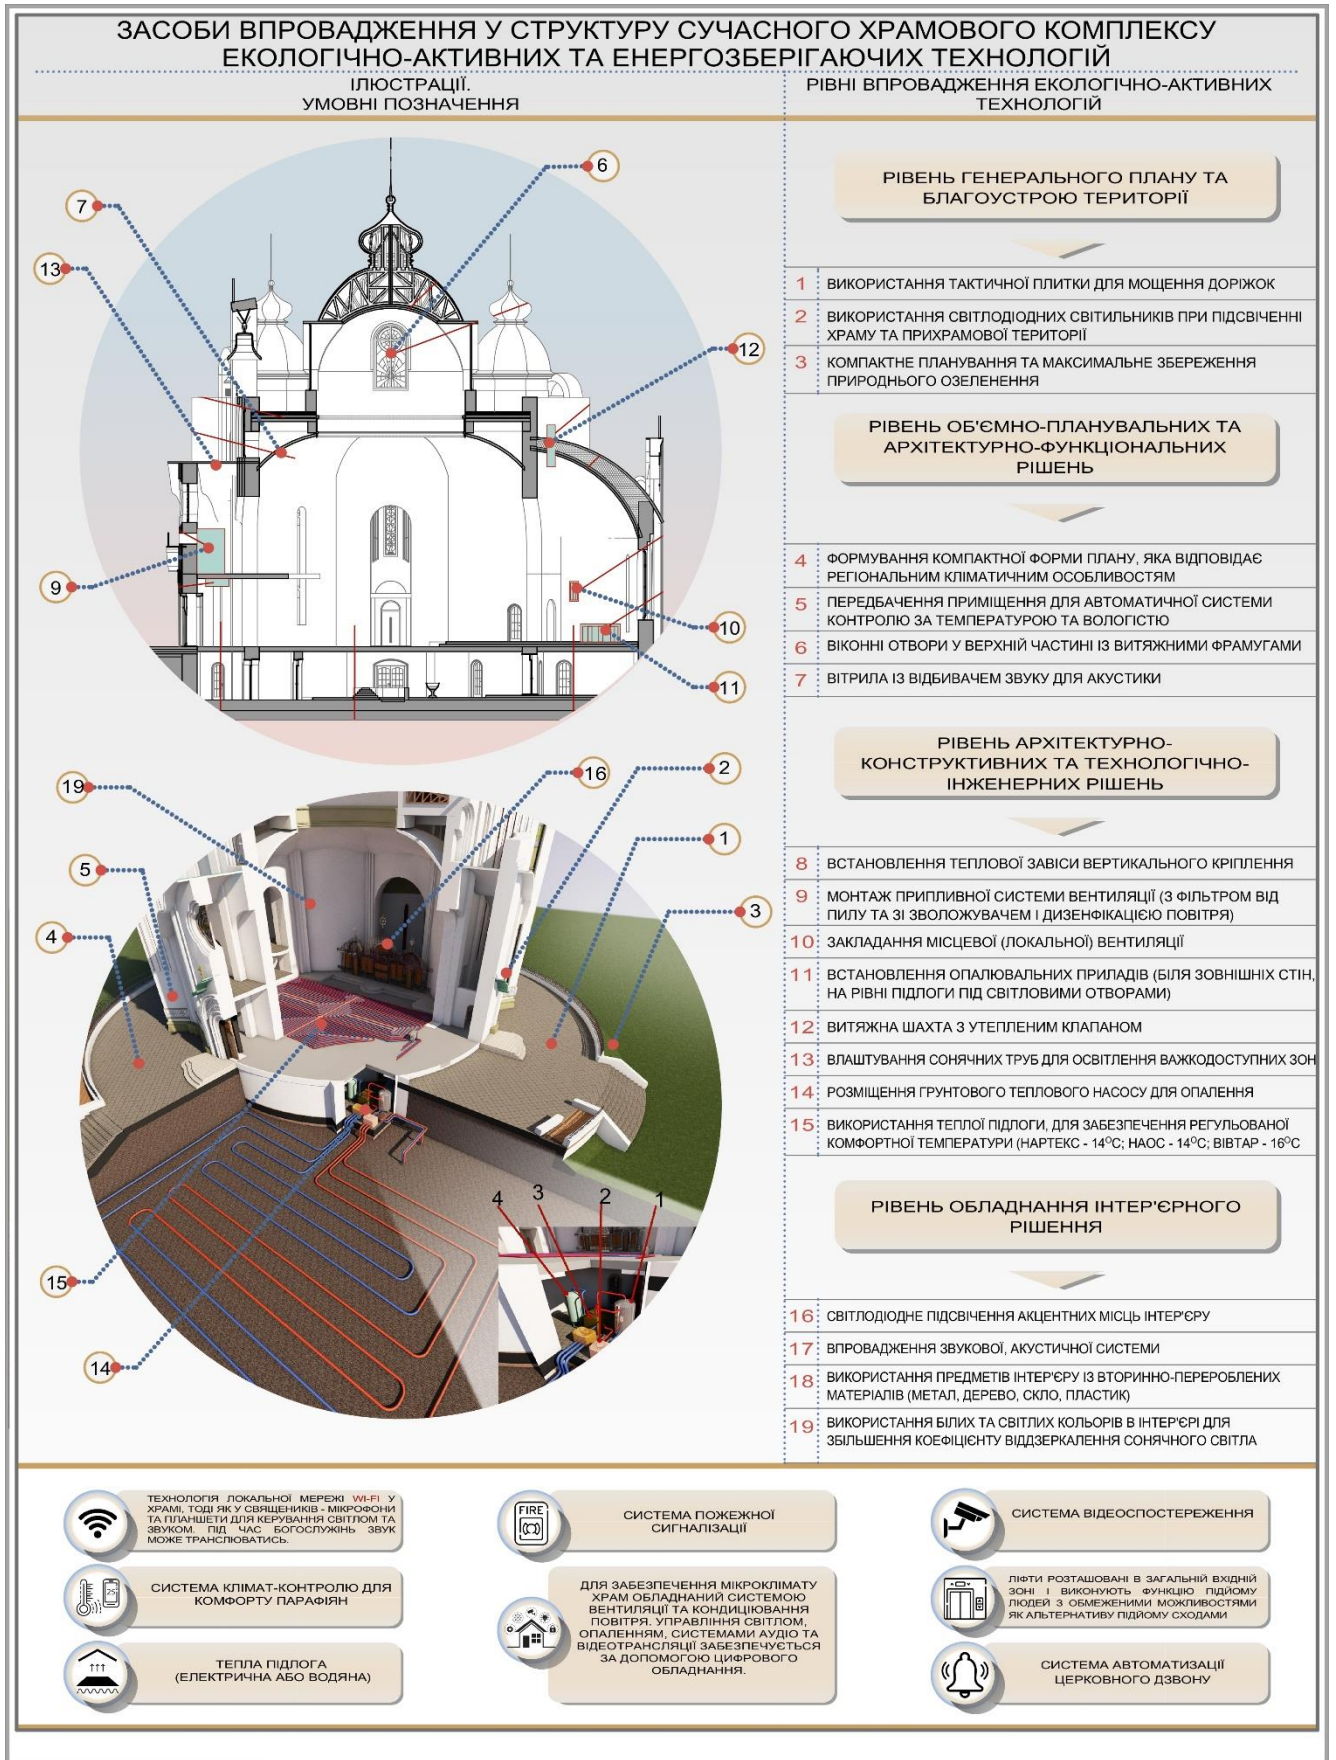 ЗАСОБИ ВПРОВАДЖЕННЯ У СТРУКТУРУ СУЧАСНОГО ХРАМОВОГО КОМПЛЕКСУ
ЕКОЛОГІЧНО-АКТИВНИХ ТА ЕНЕРГОЗБЕРІГАЮЧИХ ТЕХНОЛОГІЙ
ІЛЮСТРАЦІЇ.
УМОВНІ ПОЗНАЧЕННЯ
6
7
13
12
9
10
11
2
16
19
1
5
3
4
4 3 2 1
15
14
РІВНІ ВПРОВАДЖЕННЯ ЕКОЛОГІЧНО-АКТИВНИХ
ТЕХНОЛОГІЙ
РІВЕНЬ ГЕНЕРАЛЬНОГО ПЛАНУ ТА
БЛАГОУСТРОЮ ТЕРИТОРІЇ
1 ВИКОРИСТАННЯ ТАКТИЧНОЇ ПЛИТКИ ДЛЯ МОЩЕННЯ ДОРІЖОК
2 ВИКОРИСТАННЯ СВІТЛОДІОДНИХ СВІТИЛЬНИКІВ ПРИ ПІДСВІЧЕННІ
ХРАМУ ТА ПРИХРАМОВОЇ ТЕРИТОРІЇ
3 КОМПАКТНЕ ПЛАНУВАННЯ ТА МАКСИМАЛЬНЕ ЗБЕРЕЖЕННЯ
ПРИРОДНЬОГО ОЗЕЛЕНЕННЯ
РІВЕНЬ ОБ'ЄМНО-ПЛАНУВАЛЬНИХ ТА
АРХІТЕКТУРНО-ФУНКЦІОНАЛЬНИХ
РІШЕНЬ
4 ФОРМУВАННЯ КОМПАКТНОЇ ФОРМИ ПЛАНУ, ЯКА ВІДПОВІДАЄ
РЕГІОНАЛЬНИМ КЛІМАТИЧНИМ ОСОБЛИВОСТЯМ
5 ПЕРЕДБАЧЕННЯ ПРИМІЩЕННЯ ДЛЯ АВТОМАТИЧНОЇ СИСТЕМИ
КОНТРОЛЮ ЗА ТЕМПЕРАТУРОЮ ТА ВОЛОГІСТЮ
6 ВІКОННІ ОТВОРИ У ВЕРХНІЙ ЧАСТИНІ ІЗ ВИТЯЖНИМИ ФРАМУГАМИ
7 ВІТРИЛА ІЗ ВІДБИВАЧЕМ ЗВУКУ ДЛЯ АКУСТИКИ
РІВЕНЬ АРХІТЕКТУРНО-
КОНСТРУКТИВНИХ ТА ТЕХНОЛОГІЧНО-
ІНЖЕНЕРНИХ РІШЕНЬ
8 ВСТАНОВЛЕННЯ ТЕПЛОВОЇ ЗАВІСИ ВЕРТИКАЛЬНОГО КРІПЛЕННЯ
9 МОНТАЖ ПРИПЛИВНОЇ СИСТЕМИ ВЕНТИЛЯЦІЇ (З ФІЛЬТРОМ ВІД
ПИЛУ ТА ЗІ ЗВОЛОЖУВАЧЕМ І ДИЗЕНФІКАЦІЄЮ ПОВІТРЯ)
10 ЗАКЛАДАННЯ МІСЦЕВОЇ (ЛОКАЛЬНОЇ) ВЕНТИЛЯЦІЇ
11 ВСТАНОВЛЕННЯ ОПАЛЮВАЛЬНИХ ПРИЛАДІВ (БІЛЯ ЗОВНІШНІХ СТІН,
НА РІВНІ ПІДЛОГИ ПІД СВІТЛОВИМИ ОТВОРАМИ)
12 ВИТЯЖНА ШАХТА З УТЕПЛЕНИМ КЛАПАНОМ
13 ВЛАШТУВАННЯ СОНЯЧНИХ ТРУБ ДЛЯ ОСВІТЛЕННЯ ВАЖКОДОСТУПНИХ ЗОН
14 РОЗМІЩЕННЯ ГРУНТОВОГО ТЕПЛОВОГО НАСОСУ ДЛЯ ОПАЛЕННЯ
15 ВИКОРИСТАННЯ ТЕПЛОЇ ПІДЛОГИ, ДЛЯ ЗАБЕЗПЕЧЕННЯ РЕГУЛЬОВАНОЇ
КОМФОРТНОЇ ТЕМПЕРАТУРИ (НАРТЕКС - 14⁰С; НАОС - 14⁰С; ВІВТАР - 16⁰С
РІВЕНЬ ОБЛАДНАННЯ ІНТЕР'ЄРНОГО
РІШЕННЯ
16 СВІТЛОДІОДНЕ ПІДСВІЧЕННЯ АКЦЕНТНИХ МІСЦЬ ІНТЕР'ЄРУ
17 ВПРОВАДЖЕННЯ ЗВУКОВОЇ, АКУСТИЧНОЇ СИСТЕМИ
18 ВИКОРИСТАННЯ ПРЕДМЕТІВ ІНТЕР'ЄРУ ІЗ ВТОРИННО-ПЕРЕРОБЛЕНИХ
МАТЕРІАЛІВ (МЕТАЛ, ДЕРЕВО, СКЛО, ПЛАСТИК)
19 ВИКОРИСТАННЯ БІЛИХ ТА СВІТЛИХ КОЛЬОРІВ В ІНТЕР'ЄРІ ДЛЯ
ЗБІЛЬШЕННЯ КОЕФІЦІЄНТУ ВІДДЗЕРКАЛЕННЯ СОНЯЧНОГО СВІТЛА
ТЕХНОЛОГІЯ ЛОКАЛЬНОЇ МЕРЕЖІ WI-FI У
ХРАМІ, ТОДІ ЯК У СВЯЩЕНИКІВ - МІКРОФОНИ
ТА ПЛАНШЕТИ ДЛЯ КЕРУВАННЯ СВІТЛОМ ТА
ЗВУКОМ. ПІД ЧАС БОГОСЛУЖІНЬ ЗВУК
МОЖЕ ТРАНСЛЮВАТИСЬ.
25°
СИСТЕМА КЛІМАТ-КОНТРОЛЮ ДЛЯ
КОМФОРТУ ПАРАФІЯН
ТЕПЛА ПІДЛОГА
(ЕЛЕКТРИЧНА АБО ВОДЯНА)
FIRE
СИСТЕМА ПОЖЕЖНОЇ
СИГНАЛІЗАЦІЇ
ДЛЯ ЗАБЕЗПЕЧЕННЯ МІКРОКЛІМАТУ
ХРАМ ОБЛАДНАНИЙ СИСТЕМОЮ
ВЕНТИЛЯЦІЇ ТА КОНДИЦІЮВАННЯ
ПОВІТРЯ. УПРАВЛІННЯ СВІТЛОМ,
ОПАЛЕННЯМ, СИСТЕМАМИ АУДІО ТА
ВІДЕОТРАНСЛЯЦІЇ ЗАБЕЗПЕЧУЄТЬСЯ
ЗА ДОПОМОГОЮ ЦИФРОВОГО
ОБЛАДНАННЯ.
СИСТЕМА ВІДЕОСПОСТЕРЕЖЕННЯ
ЛІФТИ РОЗТАШОВАНІ В ЗАГАЛЬНІЙ ВХІДНІЙ
ЗОНІ І ВИКОНУЮТЬ ФУНКЦІЮ ПІДЙОМУ
ЛЮДЕЙ З ОБМЕЖЕНИМИ МОЖЛИВОСТЯМИ
ЯК АЛЬТЕРНАТИВУ ПІДЙОМУ СХОДАМИ
СИСТЕМА АВТОМАТИЗАЦІЇ
ЦЕРКОВНОГО ДЗВОНУ